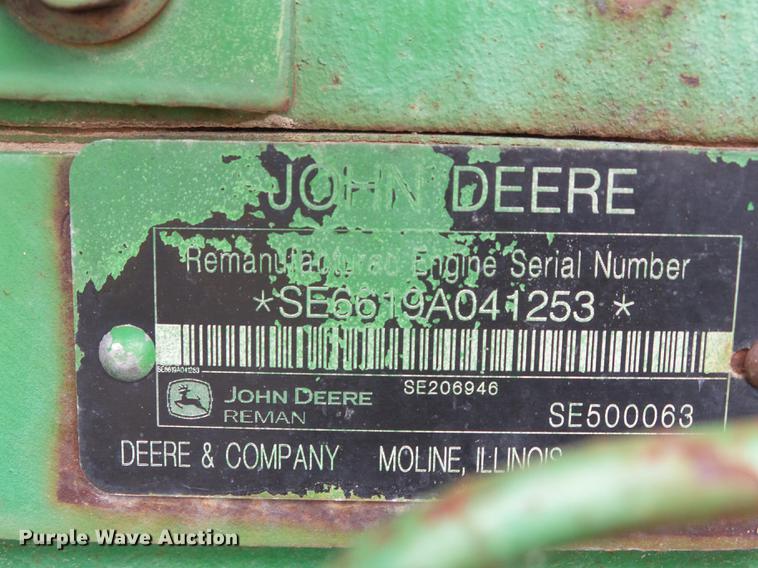 JOHN DEERE
Remanufactured Engine Serial Number
*SE6619A041253*
SE6619A041253
SE206946
JOHN DEERE
REMAN
SE500063
DEERE & COMPANY MOLINE, ILLINOIS
Purple Wave Auction